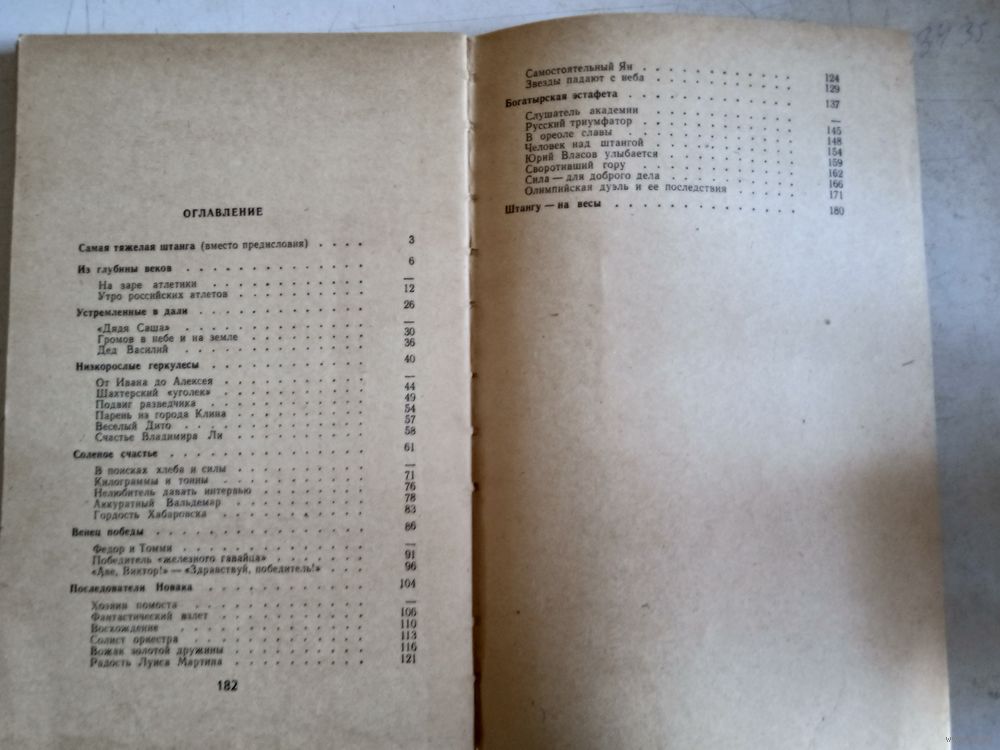 ОГЛАВЛЕНИЕ
Самая тяжелая штанга (вместо предисловия) . . . . 3
Из глубины веков . . . . . . . . . . . . . . 6
На заре атлетики . . . . . . . . . . . . . —
Утро российских атлетов . . . . . . . . . . 12
Устремленные в дали . . . . . . . . . . . . . 26
«Дядя Саша» . . . . . . . . . . . . . . —
Громов в небе и на земле . . . . . . . . . 30
Дед Василий . . . . . . . . . . . . . . 36
Низкорослые геркулесы . . . . . . . . . . . . 40
От Ивана до Алексея . . . . . . . . . . . —
Шахтерский «уголек» . . . . . . . . . . . 44
Подвиг разведчика . . . . . . . . . . . . 49
Парень из города Клина . . . . . . . . . . 54
Веселый Дито . . . . . . . . . . . . . . 57
Счастье Владимира Ли . . . . . . . . . . . 58
Соленое счастье . . . . . . . . . . . . . . . 61
В поисках хлеба и силы . . . . . . . . . . —
Килограммы и тонны . . . . . . . . . . . . 71
Нелюбитель давать интервью . . . . . . . . 76
Аккуратный Вальдемар . . . . . . . . . . . 78
Гордость Хабаровска . . . . . . . . . . . . 83
Венец победы . . . . . . . . . . . . . . . . 86
Федор и Томми . . . . . . . . . . . . . . —
Победитель «железного гавайца» . . . . . . . 91
«Аве, Виктор!» — «Здравствуй, победитель!» . . . 96
Последователи Новака . . . . . . . . . . . . 104
Хозяин помоста . . . . . . . . . . . . . —
Фантастический взлет . . . . . . . . . . . 106
Восхождение . . . . . . . . . . . . . . 110
Солист оркестра . . . . . . . . . . . . . 113
Вожак золотой дружины . . . . . . . . . . 116
Радость Луиса Мартина . . . . . . . . . . 121
182
Самостоятельный Ян . . . . . . . . . . . . 124
Звезды падают с неба . . . . . . . . . . . 129
Богатырская эстафета . . . . . . . . . . . . . 137
Слушатель академии . . . . . . . . . . . . —
Русский триумфатор . . . . . . . . . . . . 145
В ореоле славы . . . . . . . . . . . . . 148
Человек над штангой . . . . . . . . . . . 154
Юрий Власов улыбается . . . . . . . . . . 159
Своротивший гору . . . . . . . . . . . . . 162
Сила — для доброго дела . . . . . . . . . . 166
Олимпийская дуэль и ее последствия . . . . . . 171
Штангу — на весы . . . . . . . . . . . . . . 180